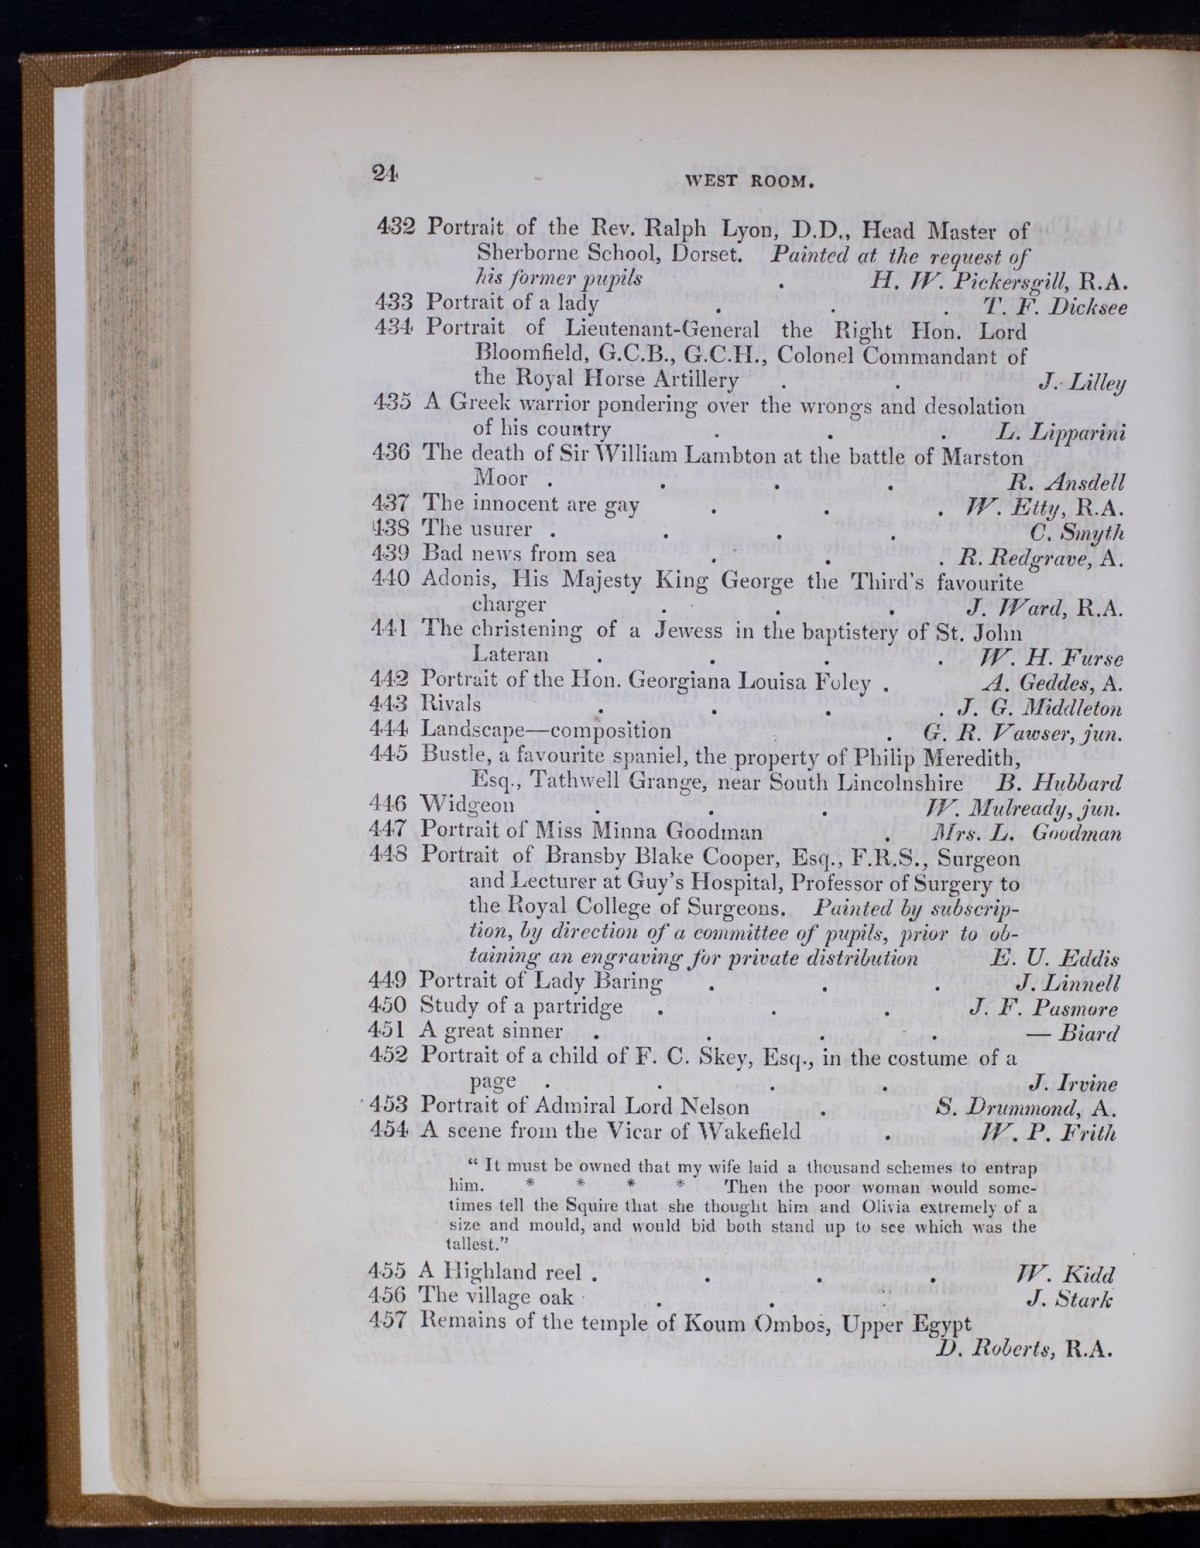 24
WEST ROOM.
432 Portrait of the Rev. Ralph Lyon, D.D., Head Master of
Sherborne School, Dorset. Painted at the request of
his former pupils . H. W. Pickersgill, R.A.
433 Portrait of a lady . . . T. F. Dicksee
434 Portrait of Lieutenant-General the Right Hon. Lord
Bloomfield, G.C.B., G.C.H., Colonel Commandant of
the Royal Horse Artillery . . J. Lilley
435 A Greek warrior pondering over the wrongs and desolation
of his country . . . L. Lipparini
436 The death of Sir William Lambton at the battle of Marston
Moor . . . . R. Ansdell
437 The innocent are gay . . . W. Etty, R.A.
438 The usurer . . . . C. Smyth
439 Bad news from sea . . . R. Redgrave, A.
440 Adonis, His Majesty King George the Third's favourite
charger . . . J. Ward, R.A.
441 The christening of a Jewess in the baptistery of St. John
Lateran . . . . W. H. Furse
442 Portrait of the Hon. Georgiana Louisa Foley . A. Geddes, A.
443 Rivals . . . . J. G. Middleton
444 Landscape—composition . . G. R. Vawser, jun.
445 Bustle, a favourite spaniel, the property of Philip Meredith,
Esq., Tathwell Grange, near South Lincolnshire B. Hubbard
446 Widgeon . . . W. Mulready, jun.
447 Portrait of Miss Minna Goodman . Mrs. L. Goodman
448 Portrait of Bransby Blake Cooper, Esq., F.R.S., Surgeon
and Lecturer at Guy's Hospital, Professor of Surgery to
the Royal College of Surgeons. Painted by subscrip-
tion, by direction of a committee of pupils, prior to ob-
taining an engraving for private distribution E. U. Eddis
449 Portrait of Lady Baring . . . J. Linnell
450 Study of a partridge . . . J. F. Pasmore
451 A great sinner . . . . — Biard
452 Portrait of a child of F. C. Skey, Esq., in the costume of a
page . . . . J. Irvine
453 Portrait of Admiral Lord Nelson . S. Drummond, A.
454 A scene from the Vicar of Wakefield . W. P. Frith
“ It must be owned that my wife laid a thousand schemes to entrap
him. * * * * Then the poor woman would some-
times tell the Squire that she thought him and Olivia extremely of a
size and mould, and would bid both stand up to see which was the
tallest.”
455 A Highland reel . . . . W. Kidd
456 The village oak . . . J. Stark
457 Remains of the temple of Koum Ombos, Upper Egypt
D. Roberts, R.A.